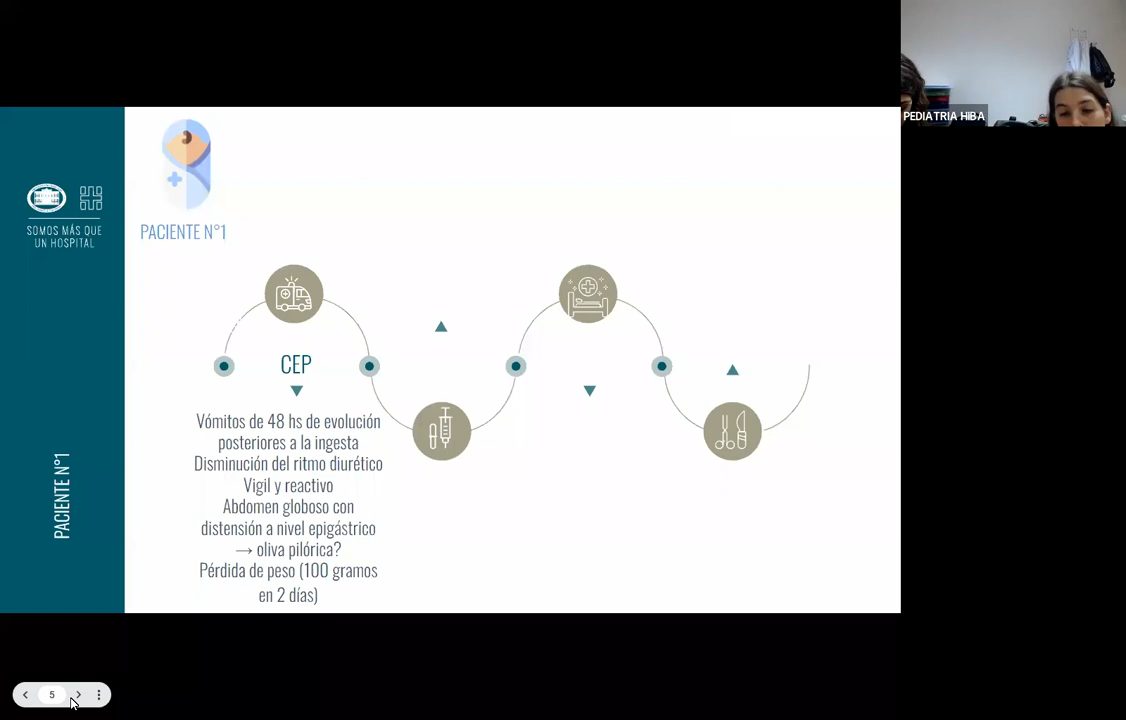 PEDIATRIA HIBA
SOMOS MÁS QUE
UN HOSPITAL
PACIENTE N°1
PACIENTE N°1
CEP
Vómitos de 48 hs de evolución
posteriores a la ingesta
Disminución del ritmo diurético
Vigil y reactivo
Abdomen globoso con
distensión a nivel epigástrico
→ oliva pilórica?
Pérdida de peso (100 gramos
en 2 días)
5